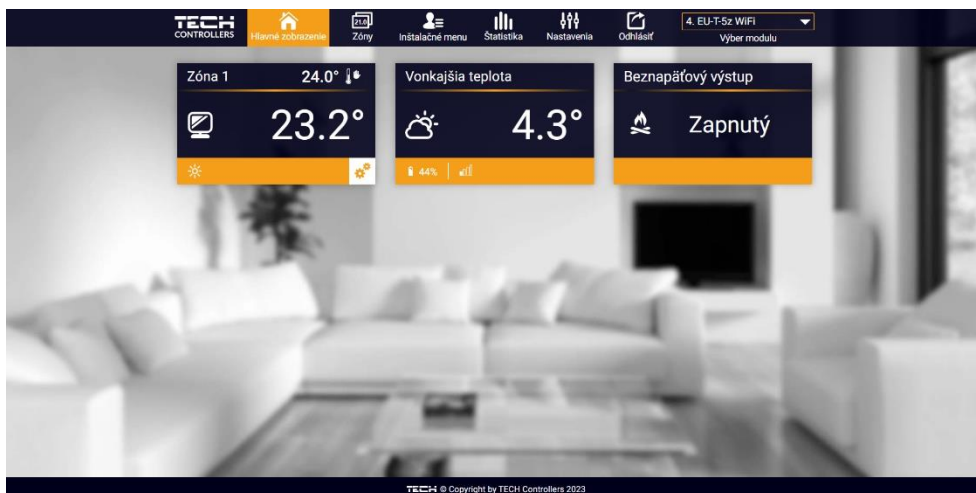 TECH
CONTROLLERS
Hlavné zobrazenie
21.0
Zóny
Inštalačné menu
Štatistika
Nastavenia
Odhlásiť
4. EU-T-5z WiFi
Výber modulu
Zóna 1 24.0°
23.2°
Vonkajšia teplota
4.3°
44%
Beznapäťový výstup
Zapnutý
TECH © Copyright by TECH Controllers 2023